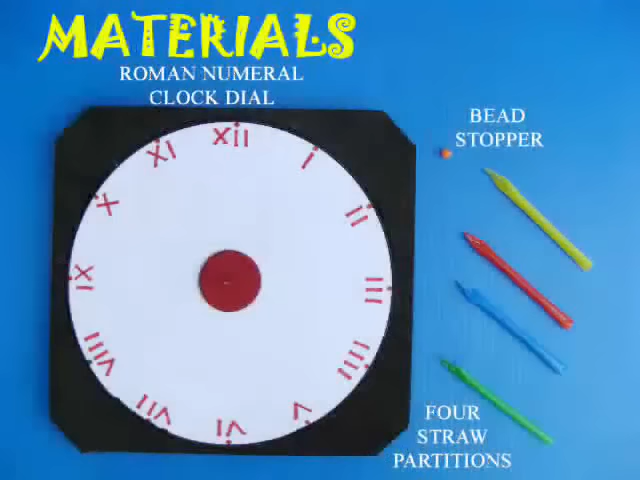 MATERIALS
ROMAN NUMERAL
CLOCK DIAL
BEAD
STOPPER
xii
i
ii
iii
iiii
v
vi
vii
viii
ix
x
xi
FOUR
STRAW
PARTITIONS